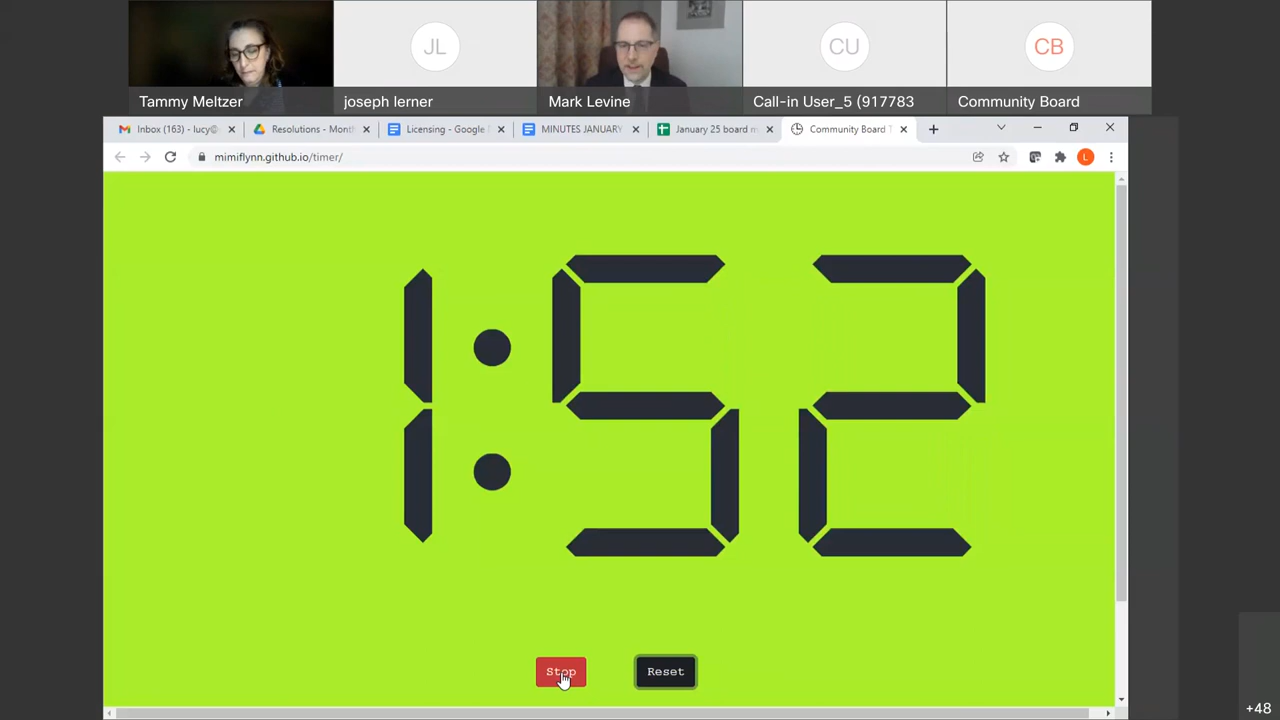 JL
CU
CB
Tammy Meltzer
joseph lerner
Mark Levine
Call-in User_5 (917783
Community Board
Inbox (163) - lucy@
Resolutions - Mont
Licensing - Google
MINUTES JANUARY
January 25 board m
Community Board T
mimiflynn.github.io/timer/
L
1:52
Stop
Reset
+48